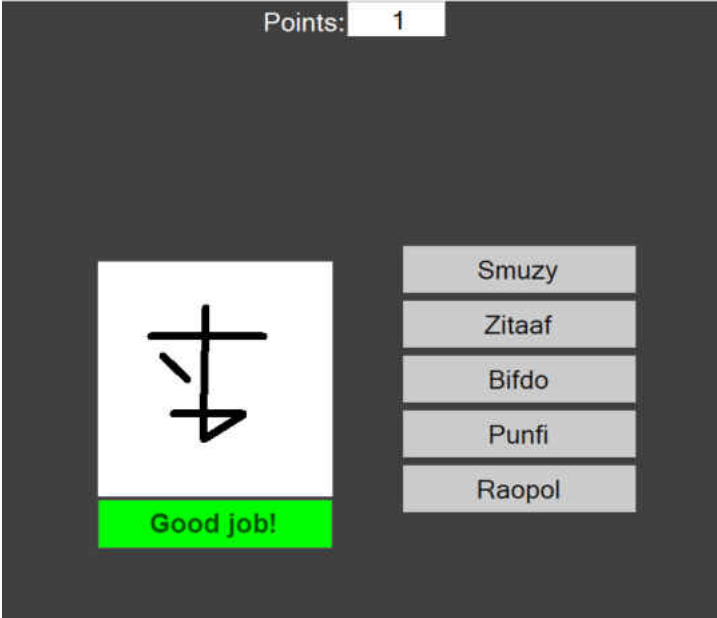 Points: 1
Smuzy
Zitaaf
Bifdo
Punfi
Raopol
Good job!